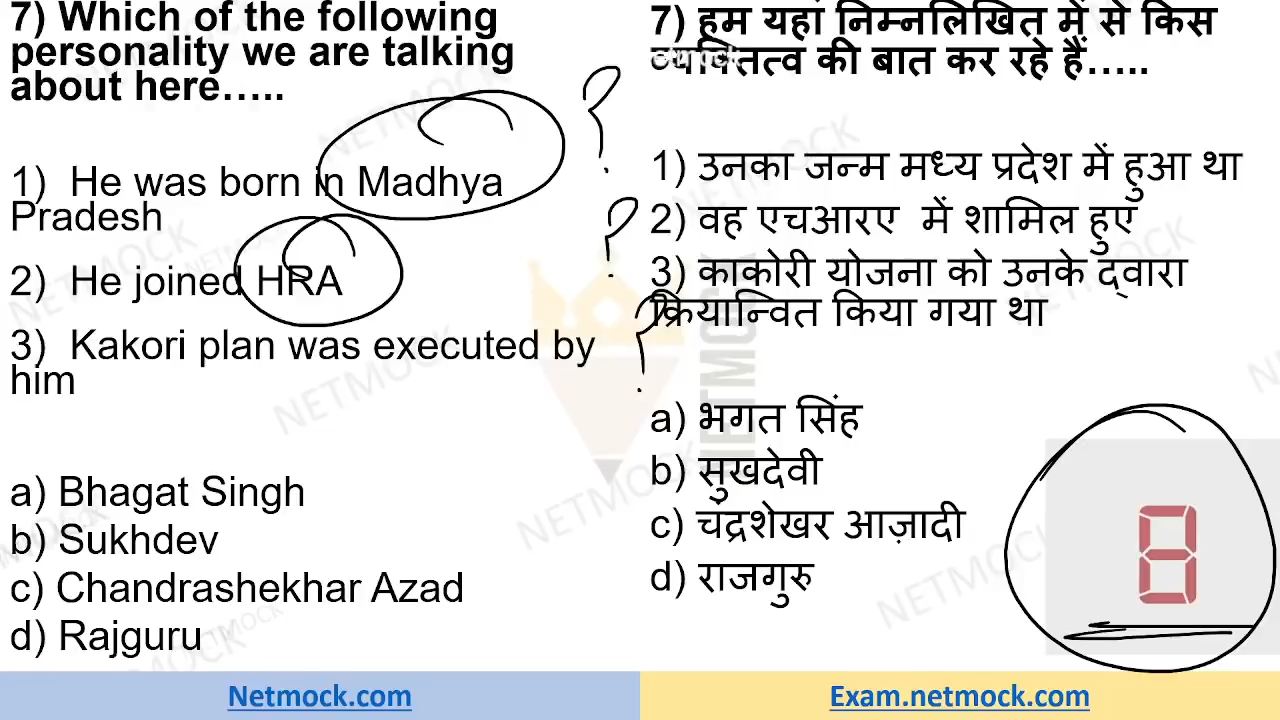 7) Which of the following
personality we are talking
about here…..
1) He was born in Madhya
Pradesh
2) He joined HRA
3) Kakori plan was executed by
him
a) Bhagat Singh
b) Sukhdev
c) Chandrashekhar Azad
d) Rajguru
7) हम यहां निम्नलिखित में से किस
व्यक्तित्व की बात कर रहे हैं…..
1) उनका जन्म मध्य प्रदेश में हुआ था
2) वह एचआरए में शामिल हुए
3) काकोरी योजना को उनके द्वारा
क्रियान्वित किया गया था
a) भगत सिंह
b) सुखदेवी
c) चंद्रशेखर आज़ादी
d) राजगुरु
8
NETMOCK
Netmock.com
Exam.netmock.com